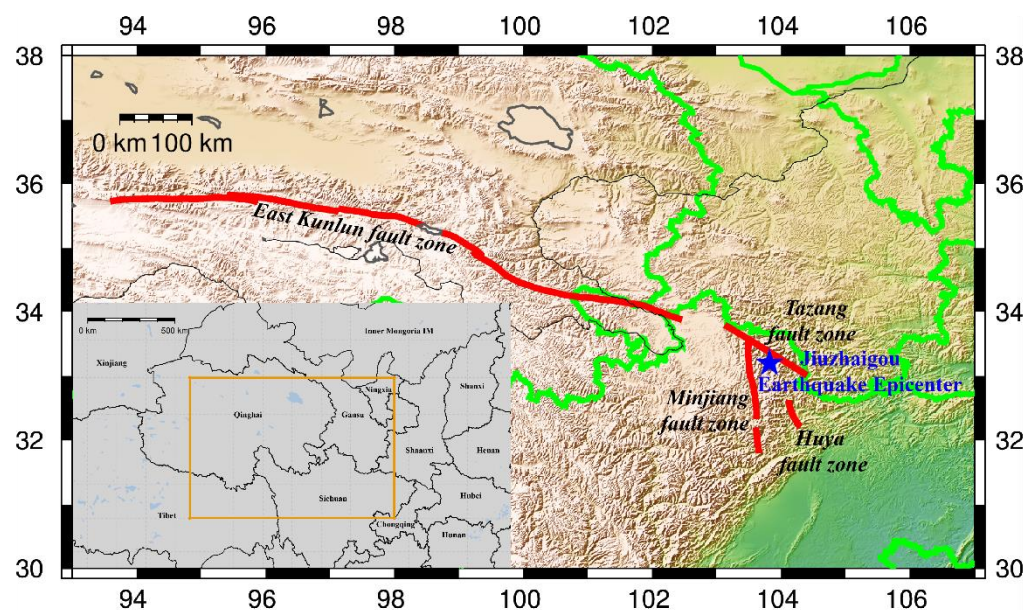 94 96 98 100 102 104 106
38 38
0 km 100 km
36 36
East Kunlun fault zone
34 34
Tazang
fault zone
Jiuzhaigou
Earthquake Epicenter
Minjiang
fault zone
Huya
fault zone
32 32
30 30
94 96 98 100 102 104 106
0 km 500 km
Inner Mongoria IM
Xinjiang
Ningxia
Shanxi
Qinghai
Gansu
Shaanxi
Henan
Sichuan
Hubei
Tibet
Chongqing
Hunan